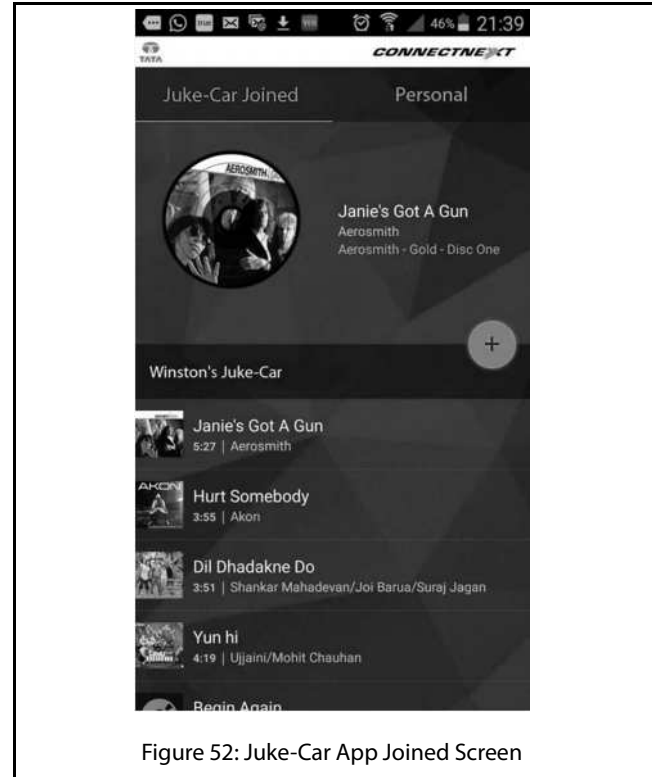 46% 21:39
TATA
CONNECTNEXT
Juke-Car Joined
Personal
AEROSMITH
Janie's Got A Gun
Aerosmith
Aerosmith - Gold - Disc One
+
Winston's Juke-Car
Janie's Got A Gun
5:27 | Aerosmith
AKON
Hurt Somebody
3:55 | Akon
Dil Dhadakne Do
3:51 | Shankar Mahadevan/Joi Barua/Suraj Jagan
Yun hi
4:19 | Ujjaini/Mohit Chauhan
Begin Again
Figure 52: Juke-Car App Joined Screen